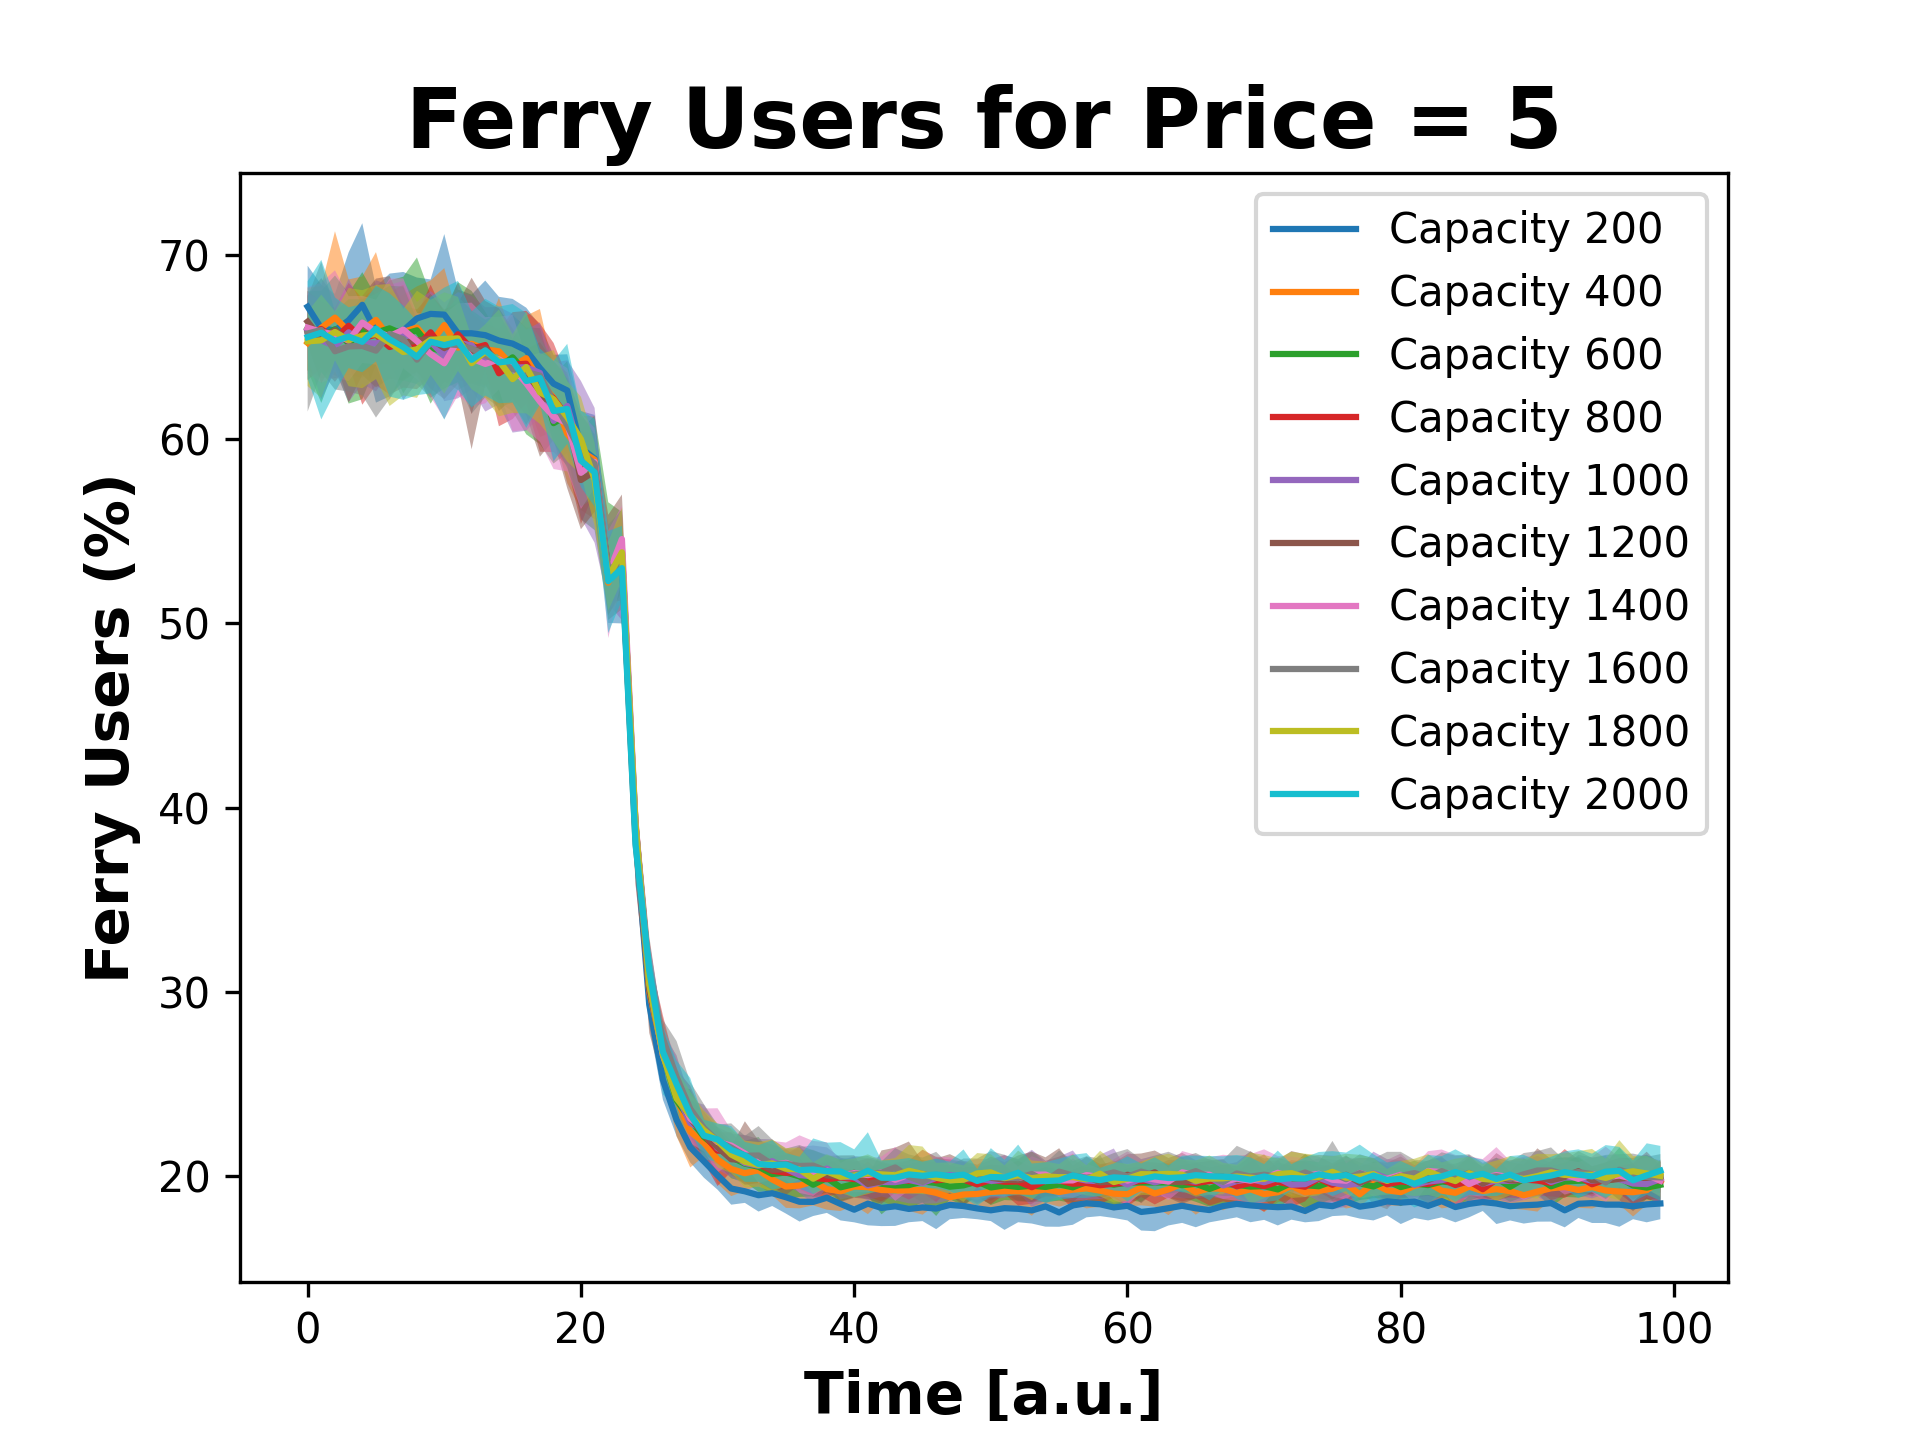 Ferry Users for Price = 5
Ferry Users (%)
70
60
50
40
30
20
Capacity 200
Capacity 400
Capacity 600
Capacity 800
Capacity 1000
Capacity 1200
Capacity 1400
Capacity 1600
Capacity 1800
Capacity 2000
0 20 40 60 80 100
Time [a.u.]